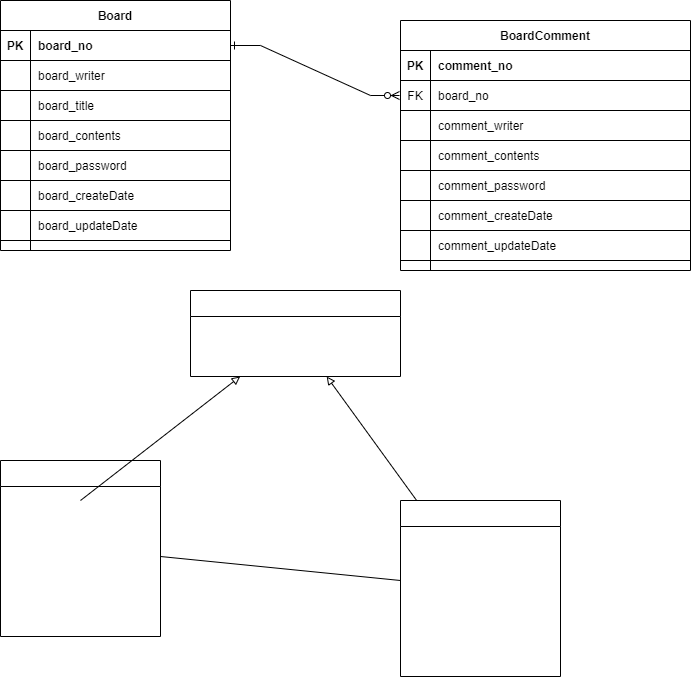 Board
PK board_no
board_writer
board_title
board_contents
board_password
board_createDate
board_updateDate
BoardComment
PK comment_no
FK board_no
comment_writer
comment_contents
comment_password
comment_createDate
comment_updateDate